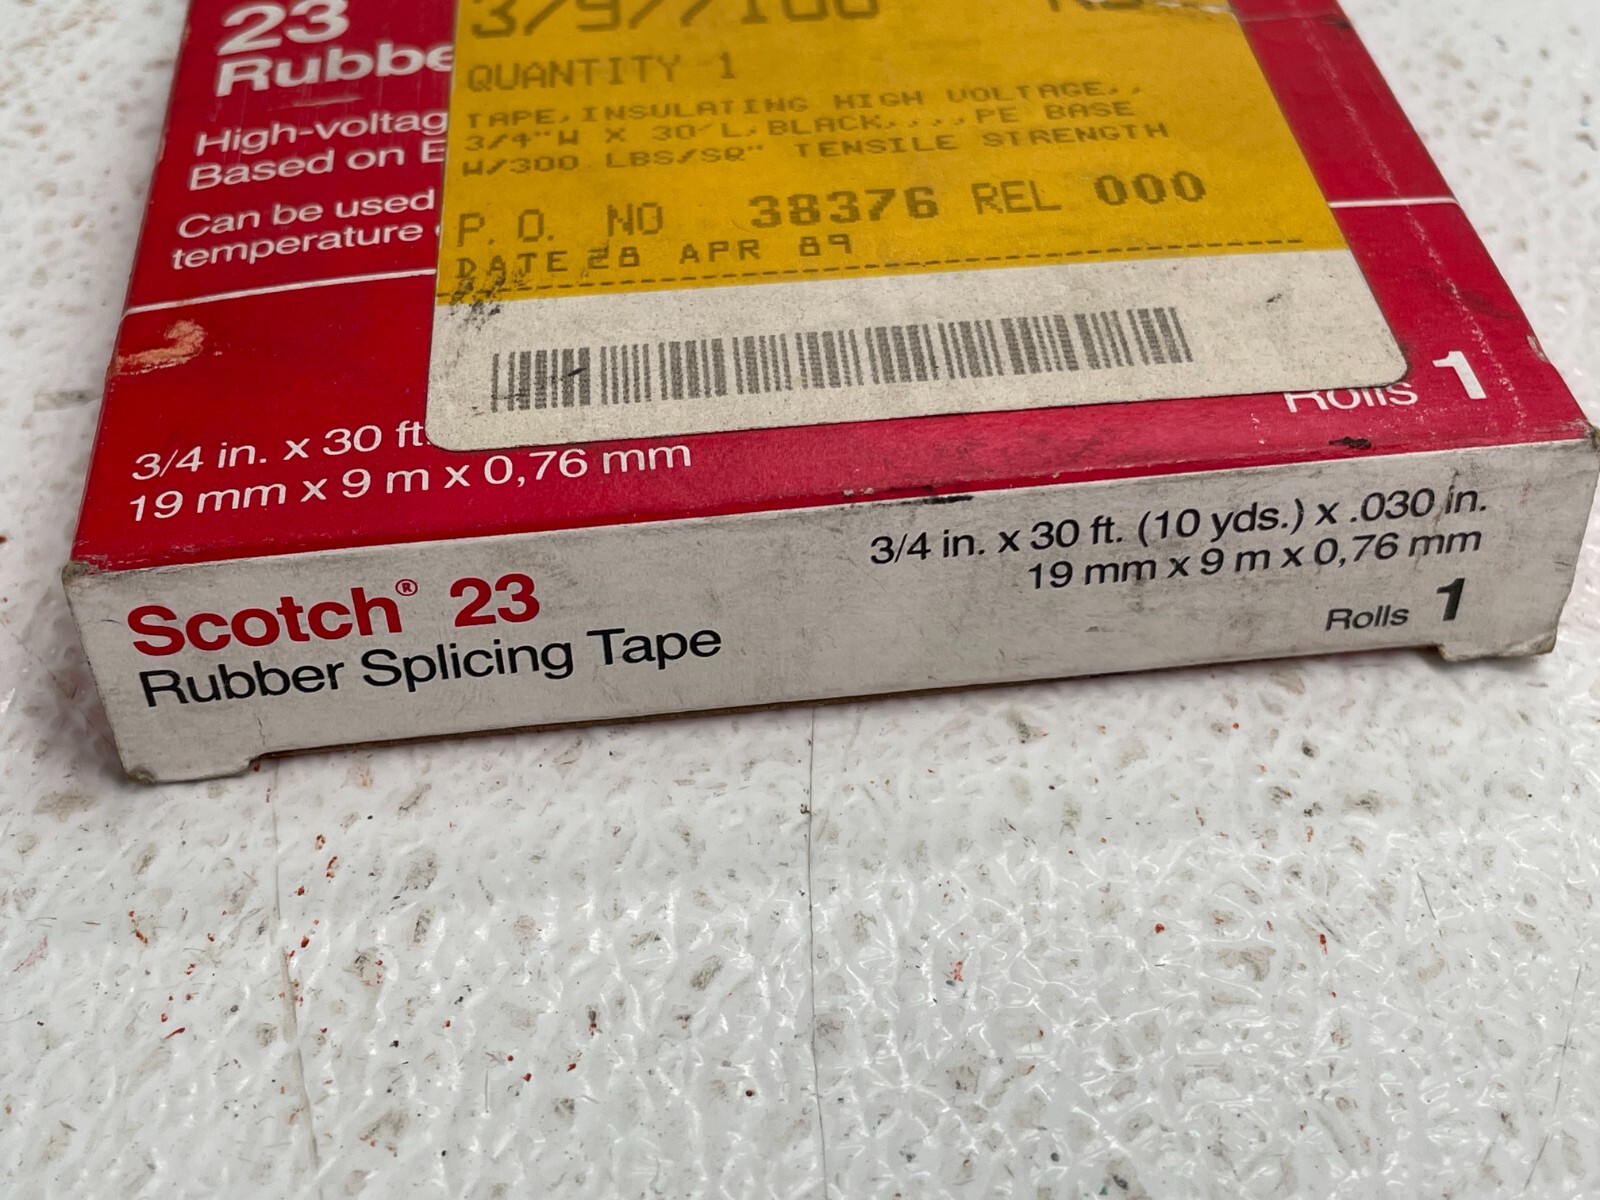 23
Rubbe
High-voltag
Based on E
Can be used
temperature
QUANTITY 1
TAPE, INSULATING HIGH VOLTAGE,,
3/4"W X 30'L, BLACK,,,,PE BASE
W/300 LBS/SQ" TENSILE STRENGTH
P. O. NO 38376 REL 000
DATE 28 APR 89
Rolls 1
3/4 in. x 30 ft.
19 mm x 9 m x 0,76 mm
Scotch® 23
Rubber Splicing Tape
3/4 in. x 30 ft. (10 yds.) x .030 in.
19 mm x 9 m x 0,76 mm
Rolls 1